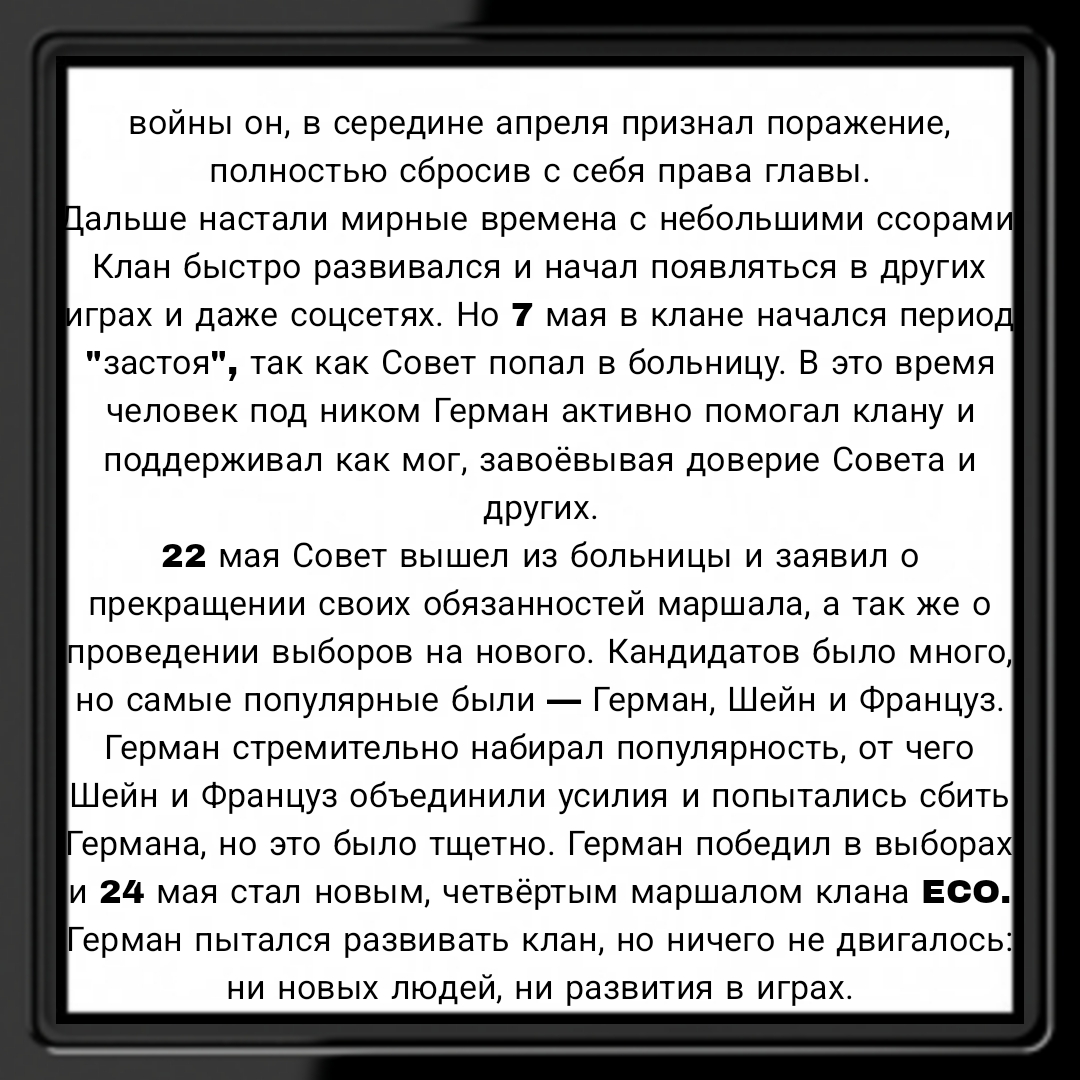 войны он, в середине апреля признал поражение,
полностью сбросив с себя права главы.
Дальше настали мирные времена с небольшими ссорами
Клан быстро развивался и начал появляться в других
играх и даже соцсетях. Но 7 мая в клане начался период
"застоя", так как Совет попал в больницу. В это время
человек под ником Герман активно помогал клану и
поддерживал как мог, завоёвывая доверие Совета и
других.
22 мая Совет вышел из больницы и заявил о
прекращении своих обязанностей маршала, а так же о
проведении выборов на нового. Кандидатов было много,
но самые популярные были — Герман, Шейн и Француз.
Герман стремительно набирал популярность, от чего
Шейн и Француз объединили усилия и попытались сбить
Германа, но это было тщетно. Герман победил в выборах
и 24 мая стал новым, четвёртым маршалом клана ECO.
Герман пытался развивать клан, но ничего не двигалось:
ни новых людей, ни развития в играх.